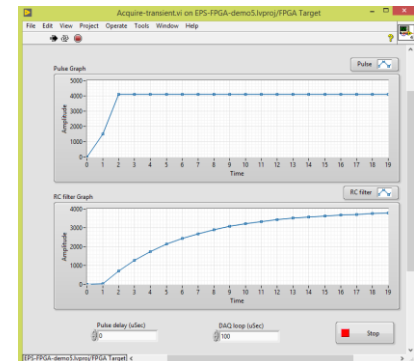 Acquire-transient.vi on EPS-FPGA-demo5.lvproj/FPGA Target
File Edit View Project Operate Tools Window Help
Pulse Graph
Pulse
5000
4000
3000
2000
1000
0
Amplitude
0 1 2 3 4 5 6 7 8 9 10 11 12 13 14 15 16 17 18 19
Time
RC filter Graph
RC filter
4000
3000
2000
1000
0
Amplitude
0 1 2 3 4 5 6 7 8 9 10 11 12 13 14 15 16 17 18 19
Time
Pulse delay (uSec)
0
DAQ loop (uSec)
100
Stop
EPS-FPGA-demo5.lvproj/FPGA Target